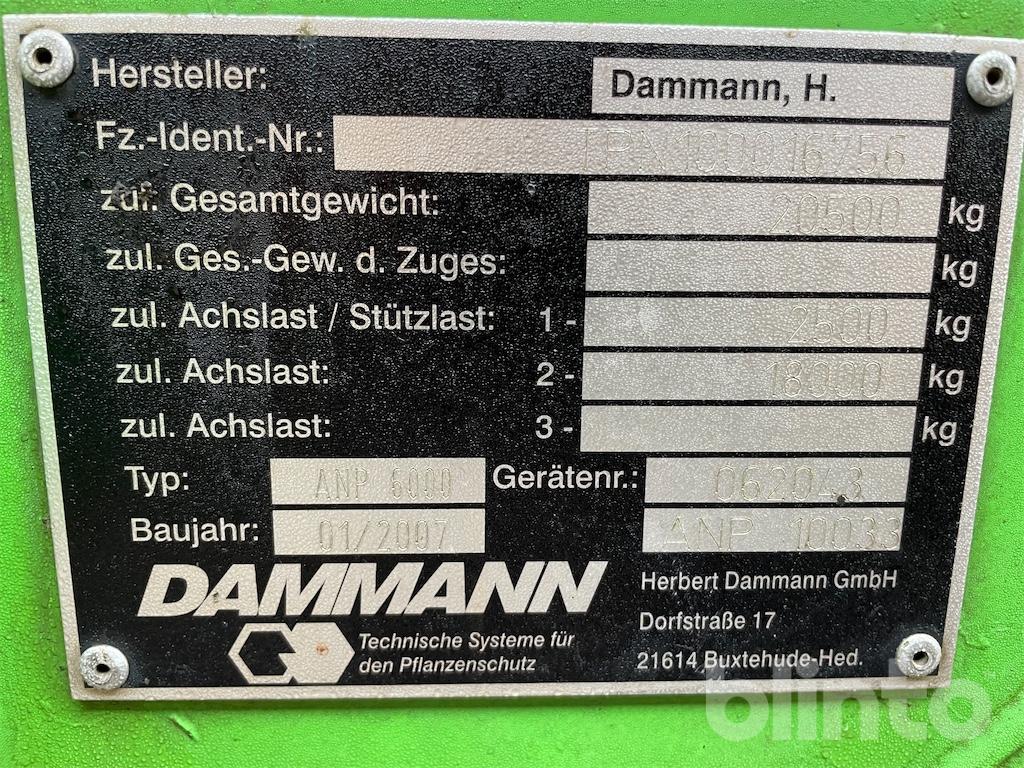 Hersteller: Dammann, H.
Fz.-Ident.-Nr.:
zul. Gesamtgewicht: 20500 kg
zul. Ges.-Gew. d. Zuges: kg
zul. Achslast / Stützlast: 1 - 2500 kg
zul. Achslast: 2 - 18000 kg
zul. Achslast: 3 - kg
Typ: ANP 6000 Gerätenr.: 062043
Baujahr: 01/2007 ANP 10033
DAMMANN
Technische Systeme für
den Pflanzenschutz
Herbert Dammann GmbH
Dorfstraße 17
21614 Buxtehude-Hed.
blinto